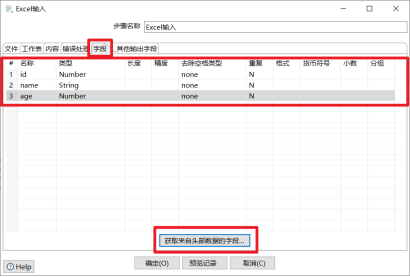 Excel输入
步骤名称 Excel输入
文件 工作表 内容 错误处理 字段 其他输出字段
# 名称 类型 长度 精度 去除空格类型 重复 格式 货币符号 小数 分组
1 id Number none N
2 name String none N
3 age Number none N
获取来自头部数据的字段...
Help 确定(O) 预览记录 取消(C)